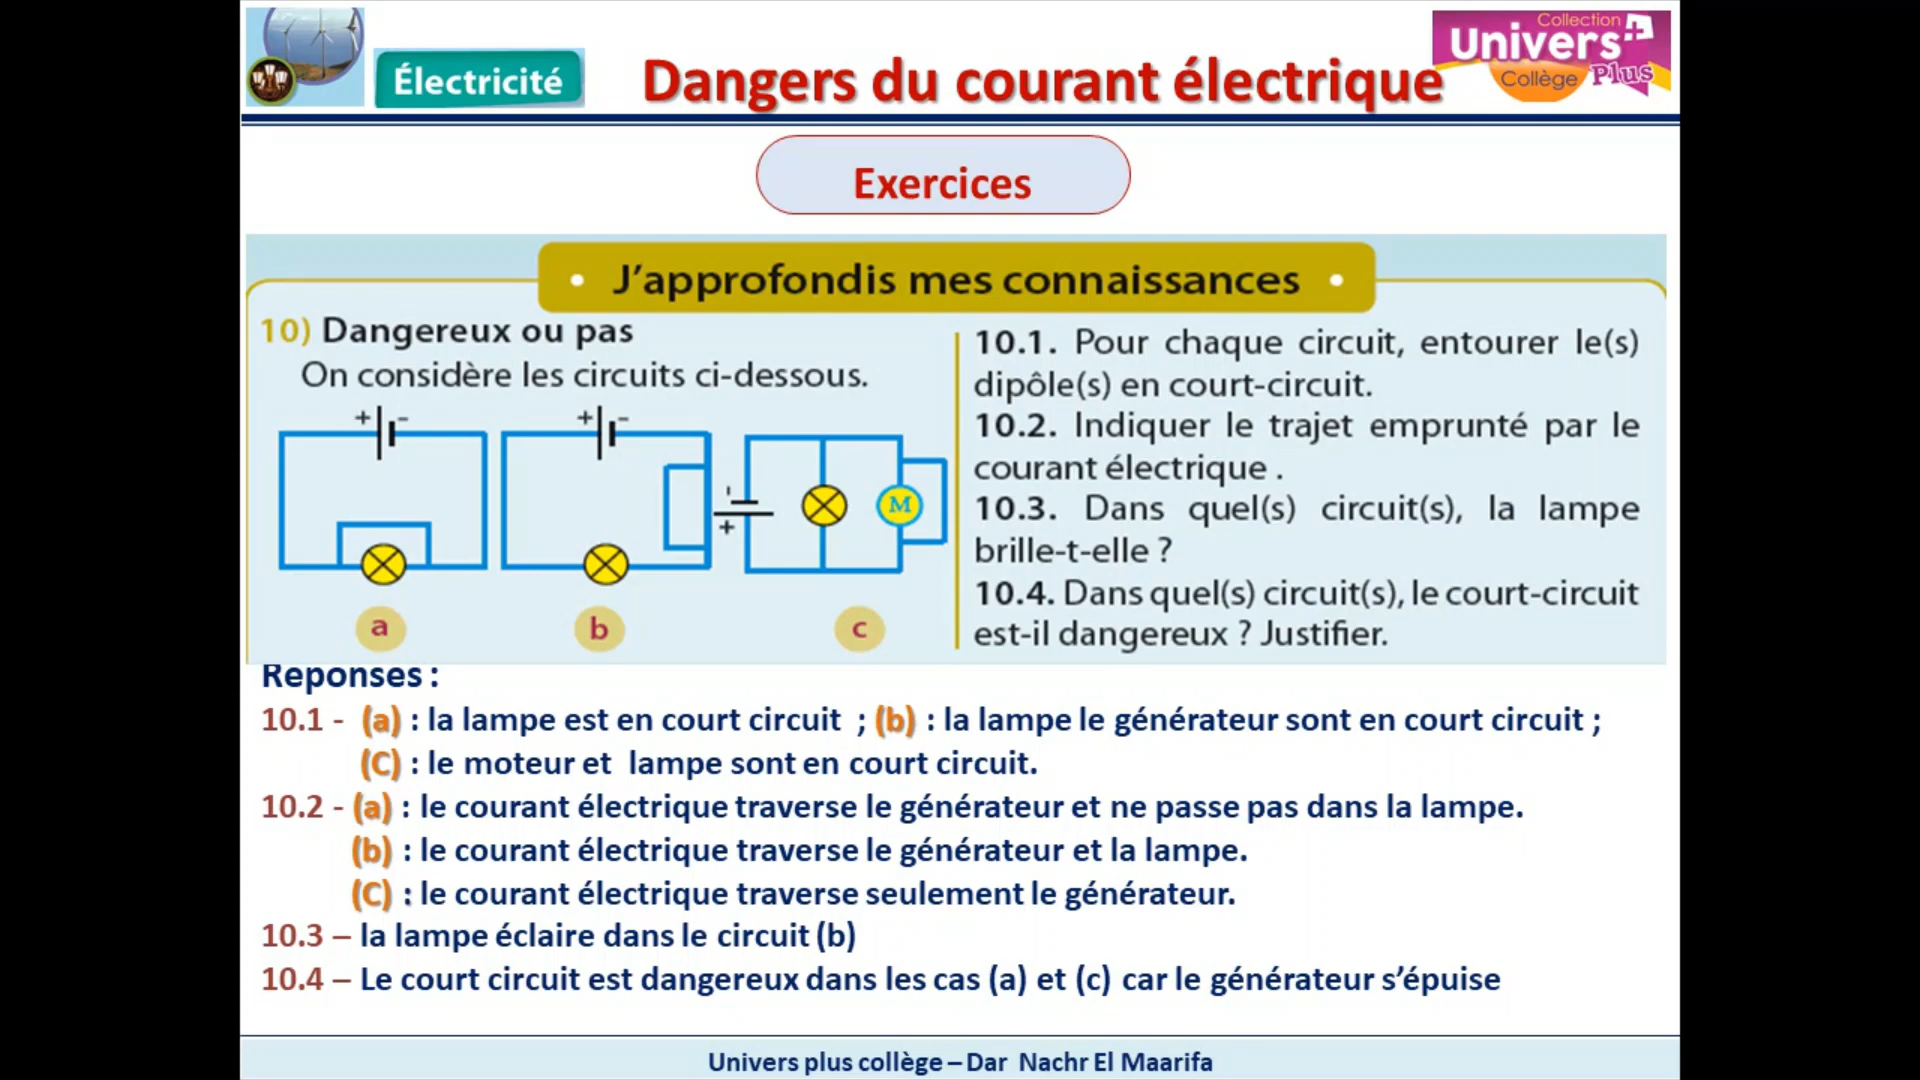 Électricité
Dangers du courant électrique
Collection
Univers+
Collège Plus
Exercices
• J'approfondis mes connaissances •
10) Dangereux ou pas
On considère les circuits ci-dessous.
+ -
+ -
+
M
a
b
c
10.1. Pour chaque circuit, entourer le(s)
dipôle(s) en court-circuit.
10.2. Indiquer le trajet emprunté par le
courant électrique .
10.3. Dans quel(s) circuit(s), la lampe
brille-t-elle ?
10.4. Dans quel(s) circuit(s), le court-circuit
est-il dangereux ? Justifier.
Reponses :
10.1 - (a) : la lampe est en court circuit ; (b) : la lampe le générateur sont en court circuit ;
(C) : le moteur et lampe sont en court circuit.
10.2 - (a) : le courant électrique traverse le générateur et ne passe pas dans la lampe.
(b) : le courant électrique traverse le générateur et la lampe.
(C) : le courant électrique traverse seulement le générateur.
10.3 – la lampe éclaire dans le circuit (b)
10.4 – Le court circuit est dangereux dans les cas (a) et (c) car le générateur s'épuise
Univers plus collège – Dar Nachr El Maarifa